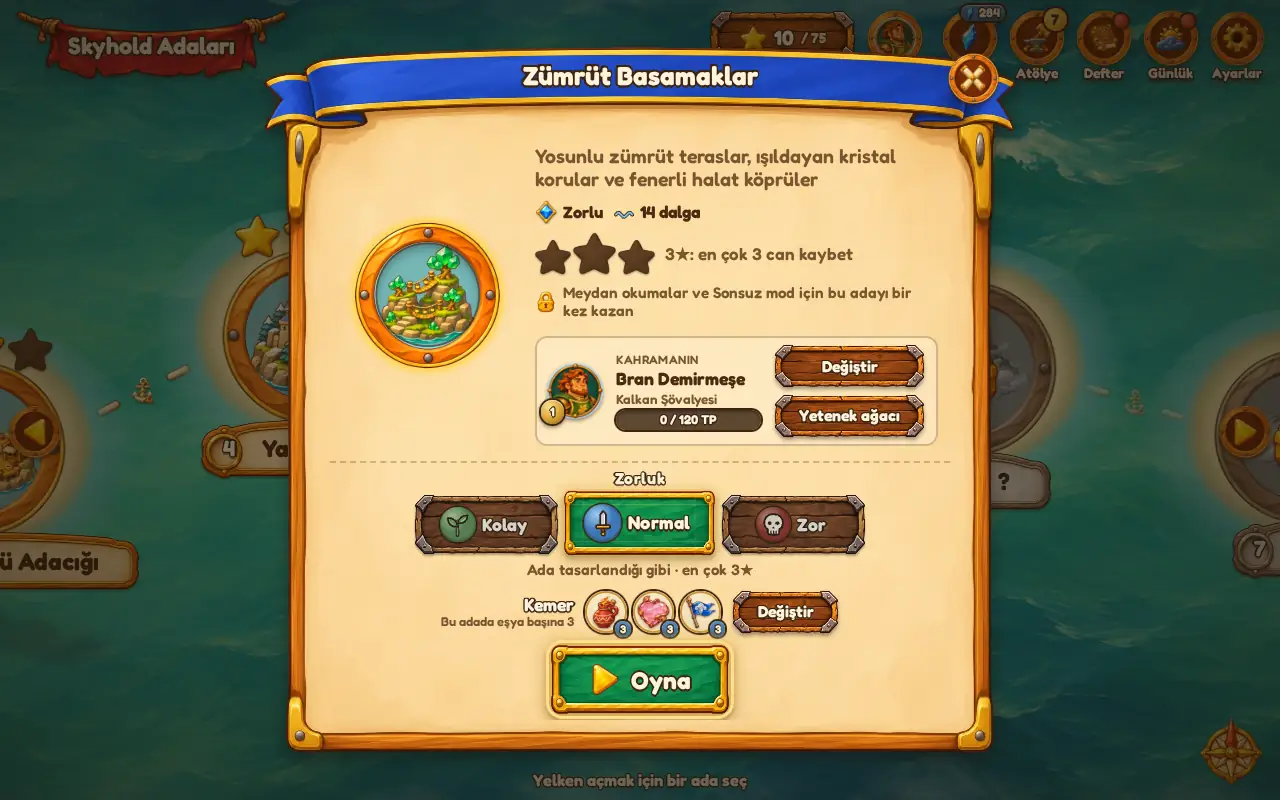 Skyhold Adaları
10 / 75
284
7
Atölye
Defter
Günlük
Ayarlar
Zümrüt Basamaklar
Yosunlu zümrüt teraslar, ışıldayan kristal
korular ve fenerli halat köprüler
Zorlu 14 dalga
3★: en çok 3 can kaybet
Meydan okumalar ve Sonsuz mod için bu adayı bir
kez kazan
KAHRAMANIN
Bran Demirmeşe
Kalkan Şövalyesi
1
0 / 120 TP
Değiştir
Yetenek ağacı
4
Ya
?
7
ü Adacığı
Zorluk
Kolay
Normal
Zor
Ada tasarlandığı gibi · en çok 3★
Kemer
Bu adada eşya başına 3
3
3
3
Değiştir
Oyna
Yelken açmak için bir ada seç